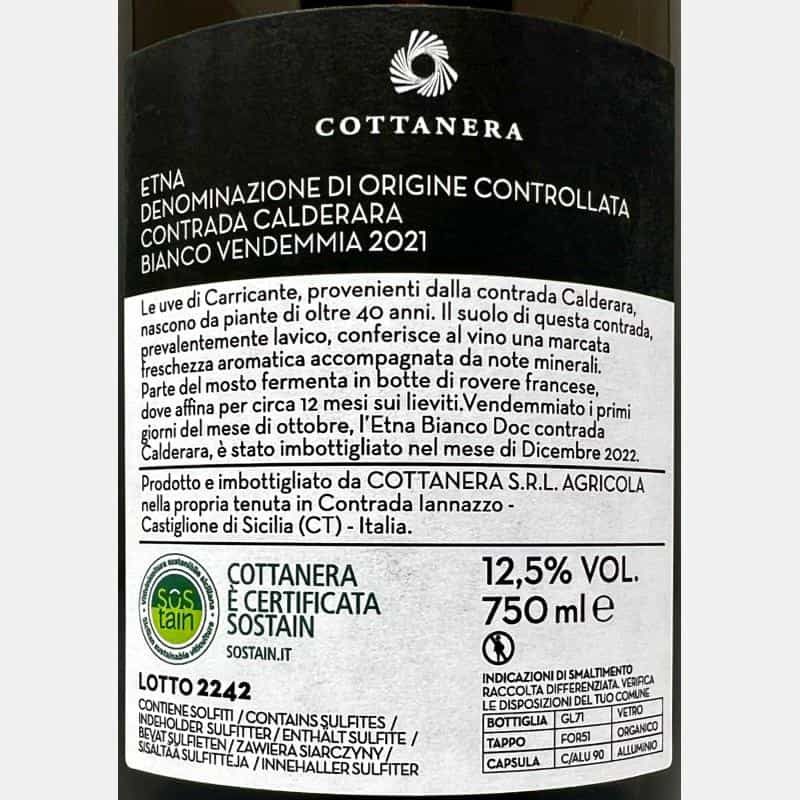 COTTANERA
ETNA
DENOMINAZIONE DI ORIGINE CONTROLLATA
CONTRADA CALDERARA
BIANCO VENDEMMIA 2021
Le uve di Carricante, provenienti dalla contrada Calderara,
nascono da piante di oltre 40 anni. Il suolo di questa contrada,
prevalentemente lavico, conferisce al vino una marcata
freschezza aromatica accompagnata da note minerali.
Parte del mosto fermenta in botte di rovere francese,
dove affina per circa 12 mesi sui lieviti.Vendemmiato i primi
giorni del mese di ottobre, l'Etna Bianco Doc contrada
Calderara, è stato imbottigliato nel mese di Dicembre 2022.
Prodotto e imbottigliato da COTTANERA S.R.L. AGRICOLA
nella propria tenuta in Contrada Iannazzo -
Castiglione di Sicilia (CT) - Italia.
sos
tain
COTTANERA
È CERTIFICATA
SOSTAIN
SOSTAIN.IT
12,5% VOL.
750 ml e
LOTTO 2242
CONTIENE SOLFITI / CONTAINS SULFITES /
INDEHOLDER SULFITTER / ENTHÄLT SULFITE /
BEVAT SULFIETEN / ZAWIERA SIARCZYNY /
SISÄLTÄÄ SULFITTEJA / INNEHALLER SULFITER
INDICAZIONI DI SMALTIMENTO
RACCOLTA DIFFERENZIATA. VERIFICA
LE DISPOSIZIONI DEL TUO COMUNE
BOTTIGLIA GL71 VETRO
TAPPO FOR51 ORGANICO
CAPSULA C/ALU 90 ALLUMINIO